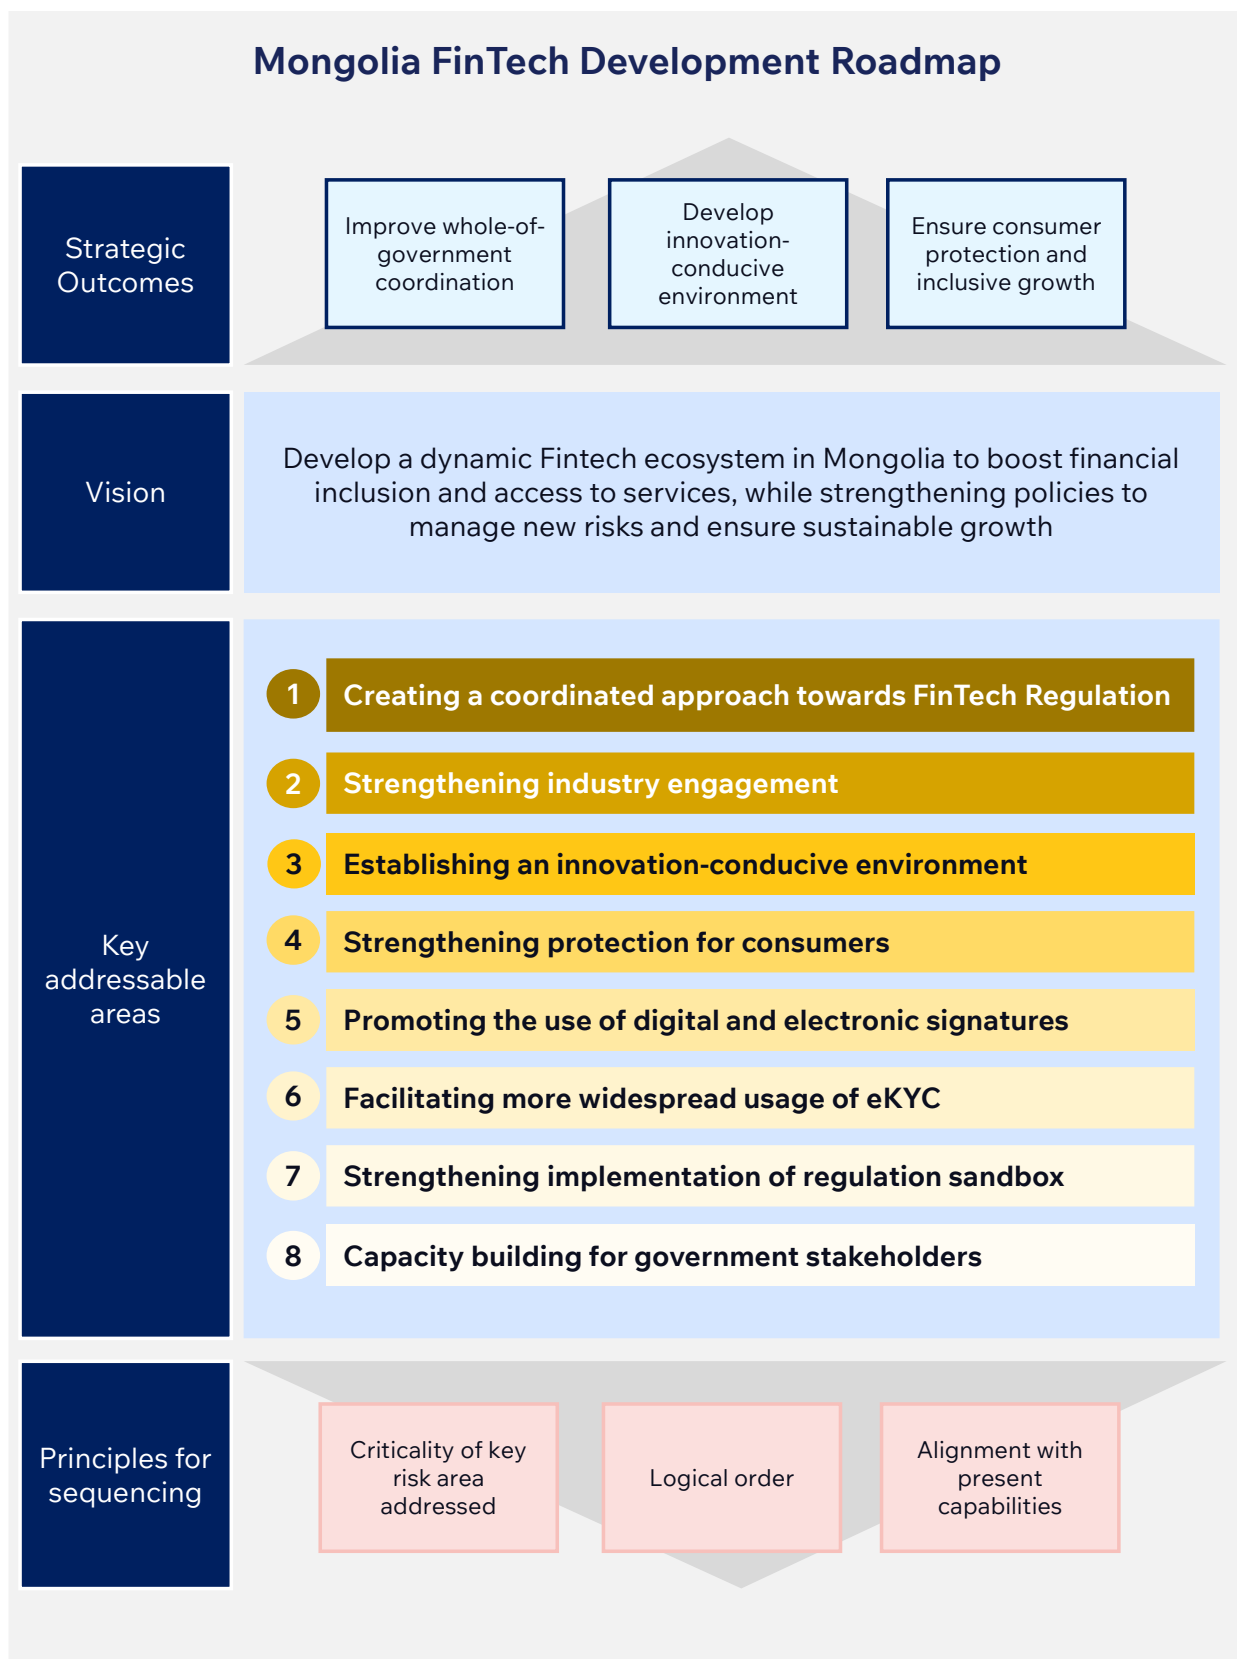 Mongolia FinTech Development Roadmap
Strategic
Outcomes
Improve whole-of-
government
coordination
Develop
innovation-
conducive
environment
Ensure consumer
protection and
inclusive growth
Vision
Develop a dynamic Fintech ecosystem in Mongolia to boost financial
inclusion and access to services, while strengthening policies to
manage new risks and ensure sustainable growth
Key
addressable
areas
1 Creating a coordinated approach towards FinTech Regulation
2 Strengthening industry engagement
3 Establishing an innovation-conducive environment
4 Strengthening protection for consumers
5 Promoting the use of digital and electronic signatures
6 Facilitating more widespread usage of eKYC
7 Strengthening implementation of regulation sandbox
8 Capacity building for government stakeholders
Principles for
sequencing
Criticality of key
risk area
addressed
Logical order
Alignment with
present
capabilities